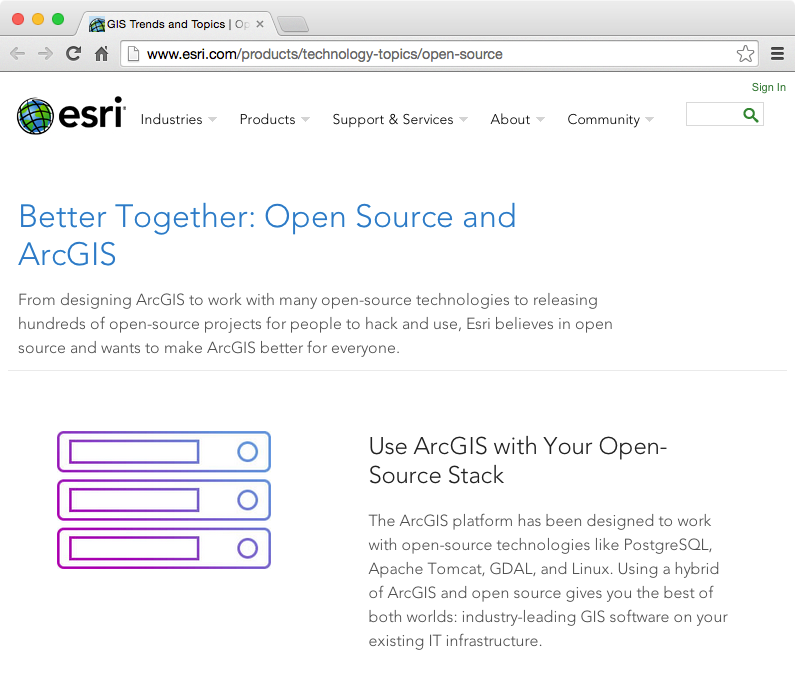 GIS Trends and Topics | Op
www.esri.com/products/technology-topics/open-source
Sign In
esri
Industries Products Support & Services About Community
Better Together: Open Source and
ArcGIS
From designing ArcGIS to work with many open-source technologies to releasing
hundreds of open-source projects for people to hack and use, Esri believes in open
source and wants to make ArcGIS better for everyone.
Use ArcGIS with Your Open-
Source Stack
The ArcGIS platform has been designed to work
with open-source technologies like PostgreSQL,
Apache Tomcat, GDAL, and Linux. Using a hybrid
of ArcGIS and open source gives you the best of
both worlds: industry-leading GIS software on your
existing IT infrastructure.